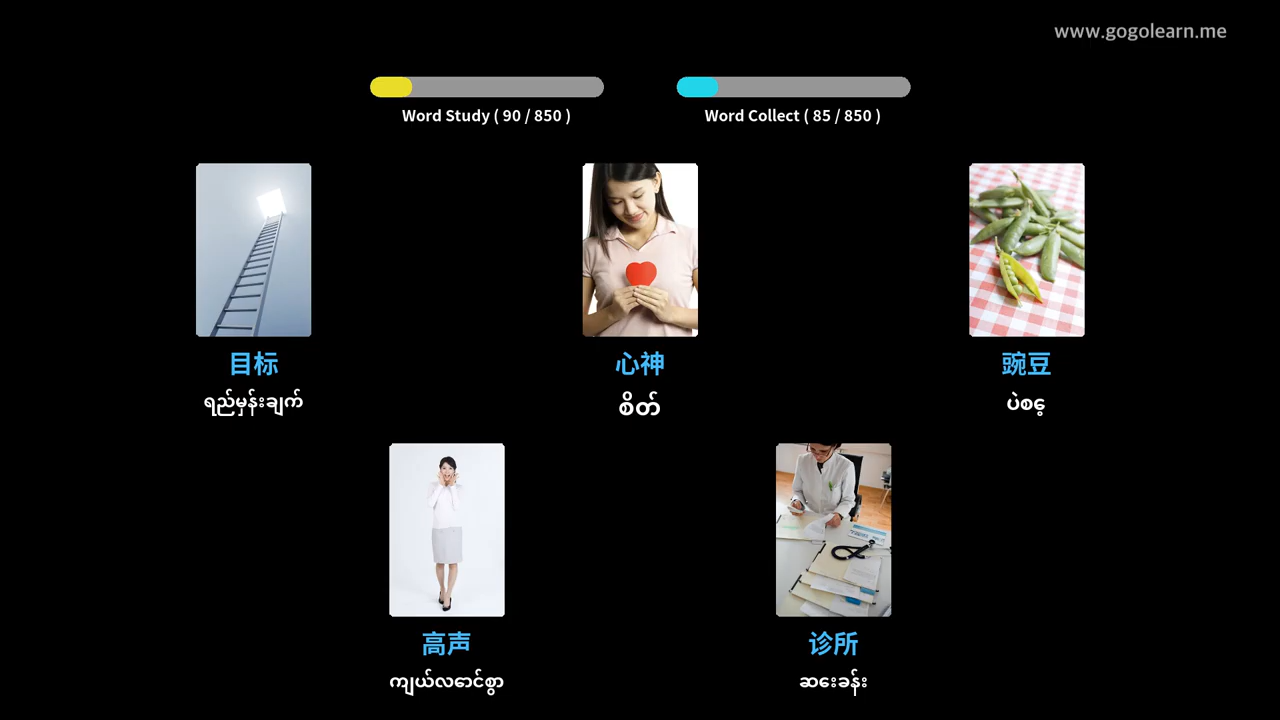 www.gogolearn.me
Word Study ( 90 / 850 )
Word Collect ( 85 / 850 )
目标
心神
豌豆
ရည်မှန်းချက်
စိတ်
ပဲစေ့
高声
诊所
ကျယ်လောင်စွာ
ဆေးခန်း